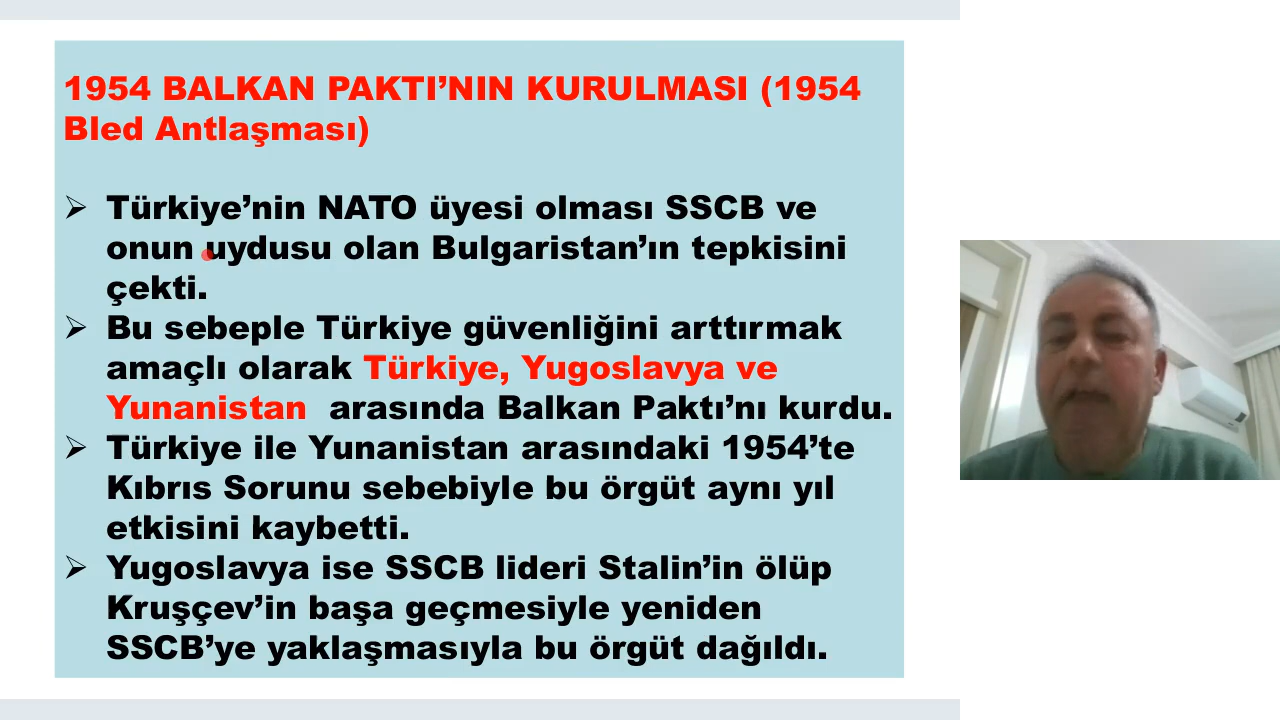 1954 BALKAN PAKTI’NIN KURULMASI (1954
Bled Antlaşması)
➢ Türkiye’nin NATO üyesi olması SSCB ve
onun uydusu olan Bulgaristan’ın tepkisini
çekti.
➢ Bu sebeple Türkiye güvenliğini arttırmak
amaçlı olarak Türkiye, Yugoslavya ve
Yunanistan arasında Balkan Paktı’nı kurdu.
➢ Türkiye ile Yunanistan arasındaki 1954’te
Kıbrıs Sorunu sebebiyle bu örgüt aynı yıl
etkisini kaybetti.
➢ Yugoslavya ise SSCB lideri Stalin’in ölüp
Kruşçev’in başa geçmesiyle yeniden
SSCB’ye yaklaşmasıyla bu örgüt dağıldı.